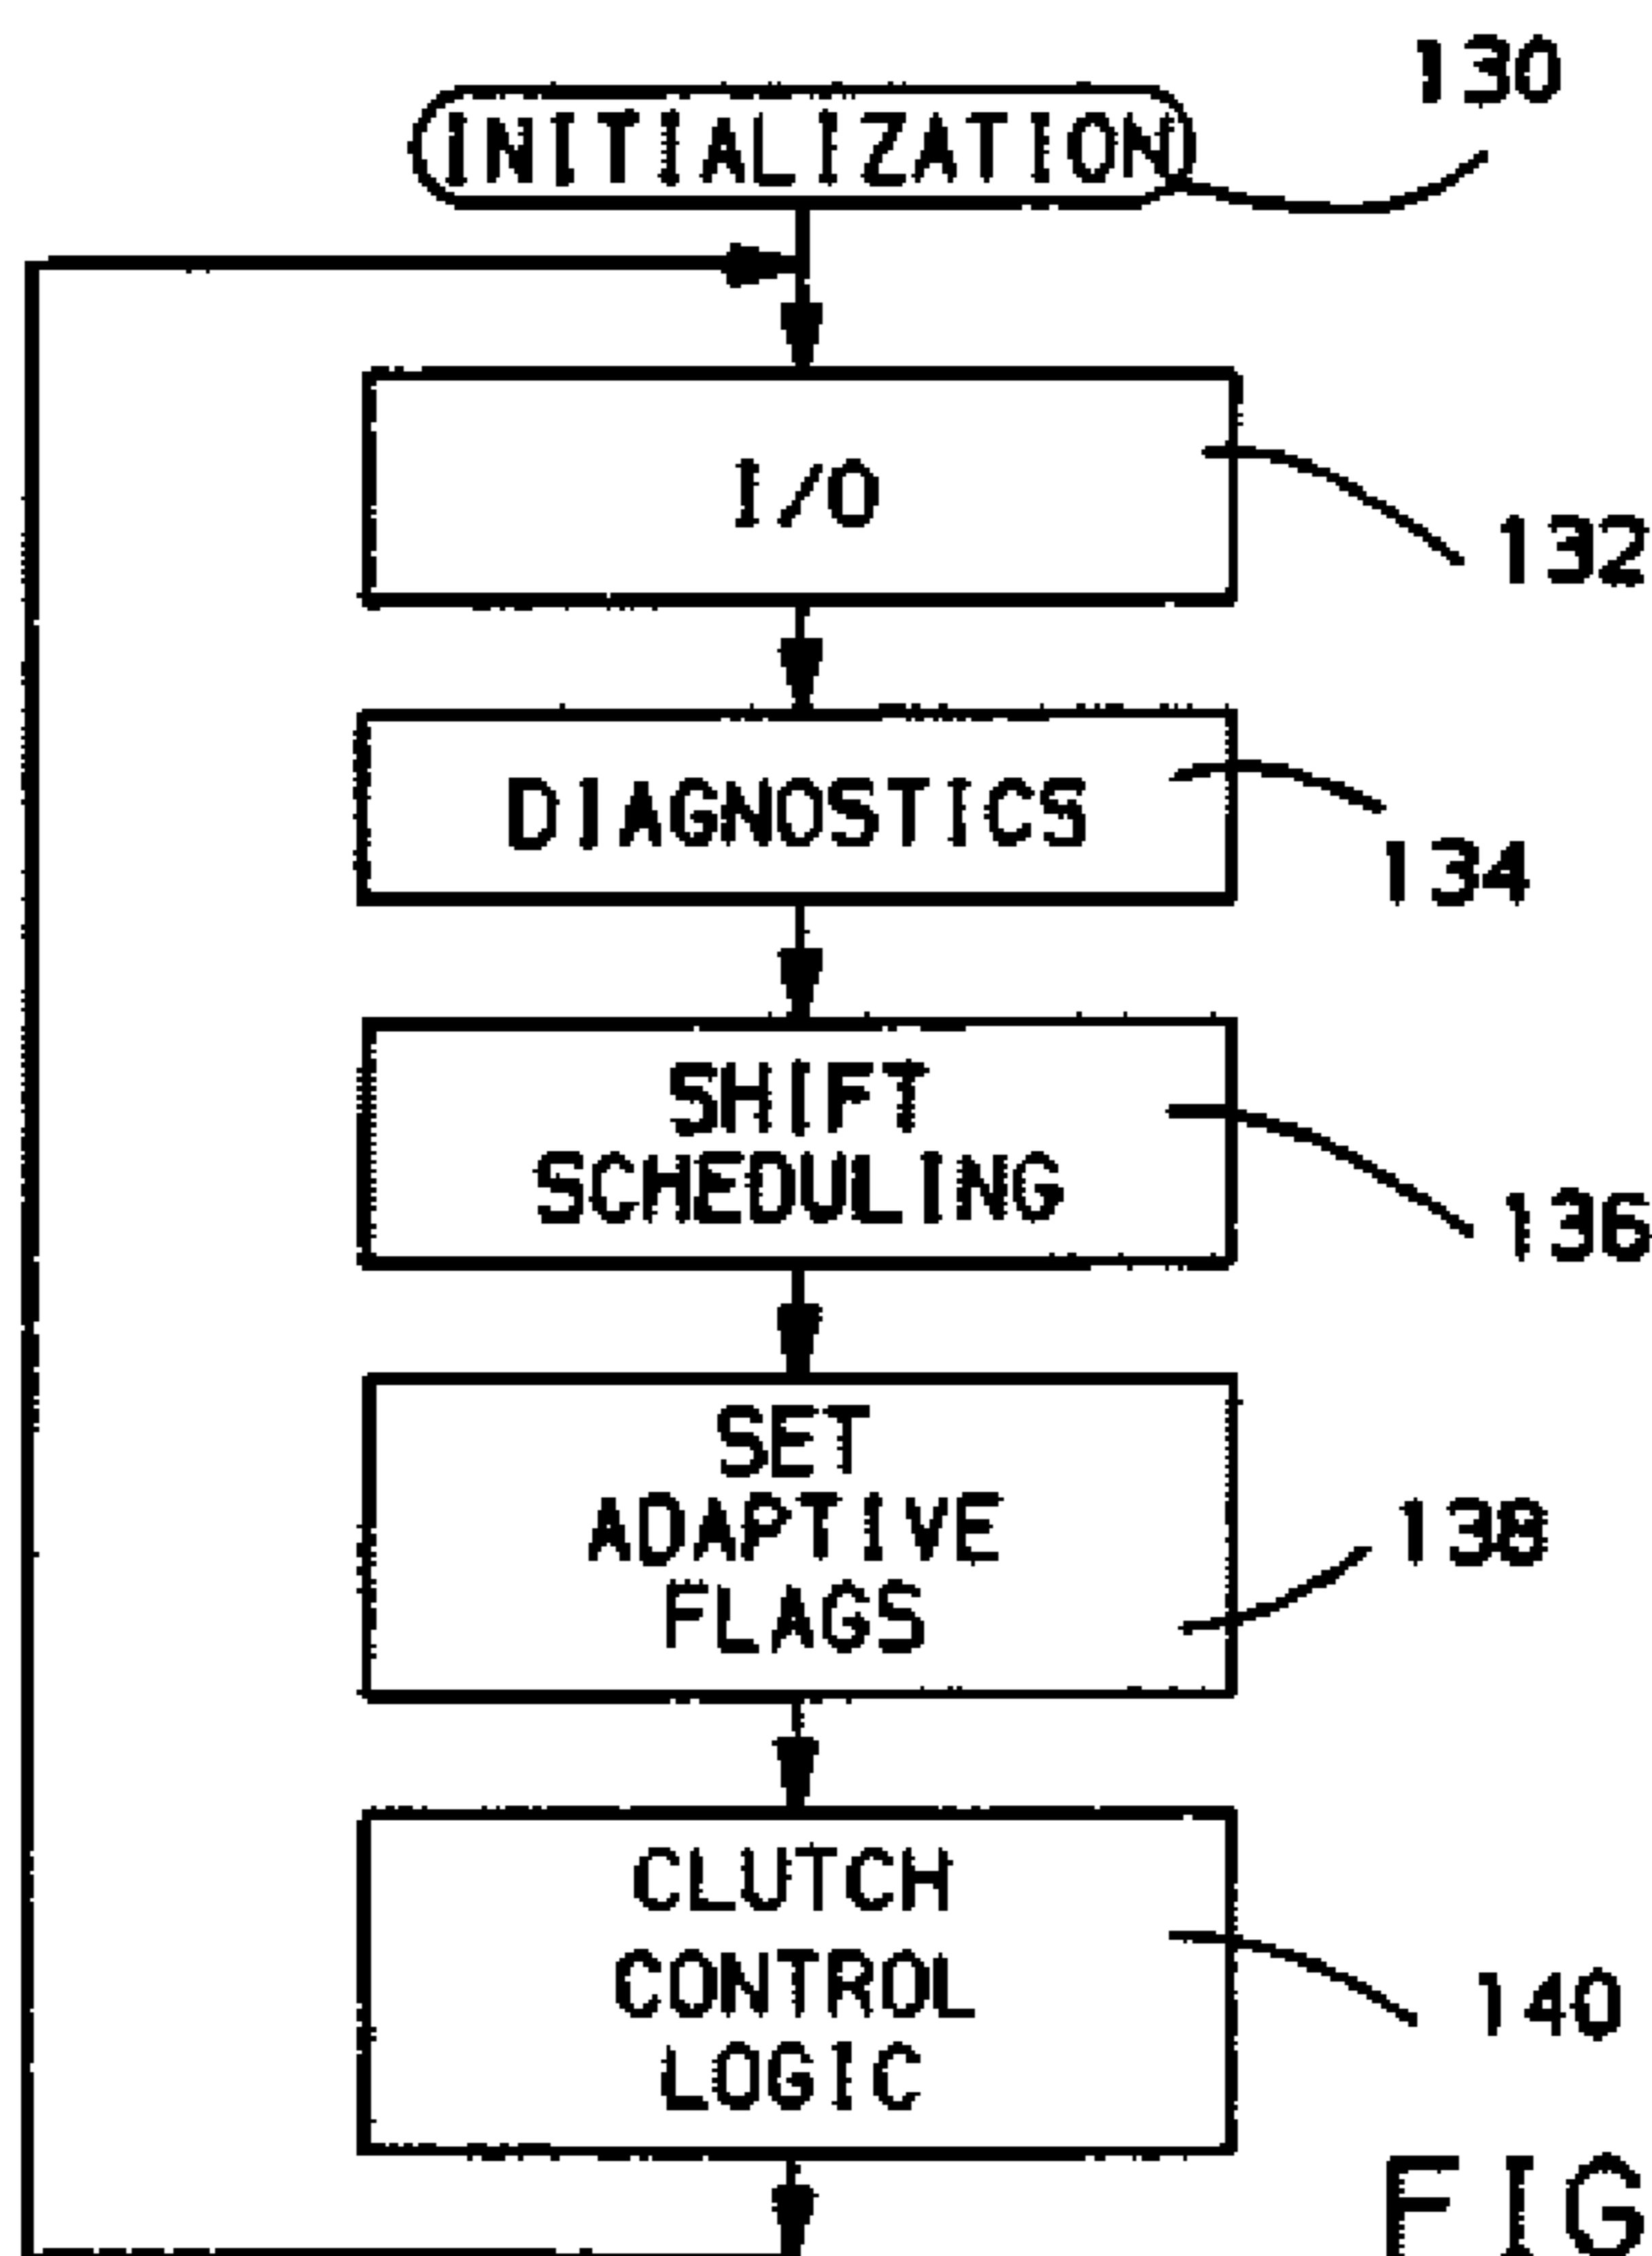 130
INITIALIZATION
I/O
132
DIAGNOSTICS
134
SHIFT
SCHEDULING
136
SET
ADAPTIVE
FLAGS
138
CLUTCH
CONTROL
LOGIC
140
FIG